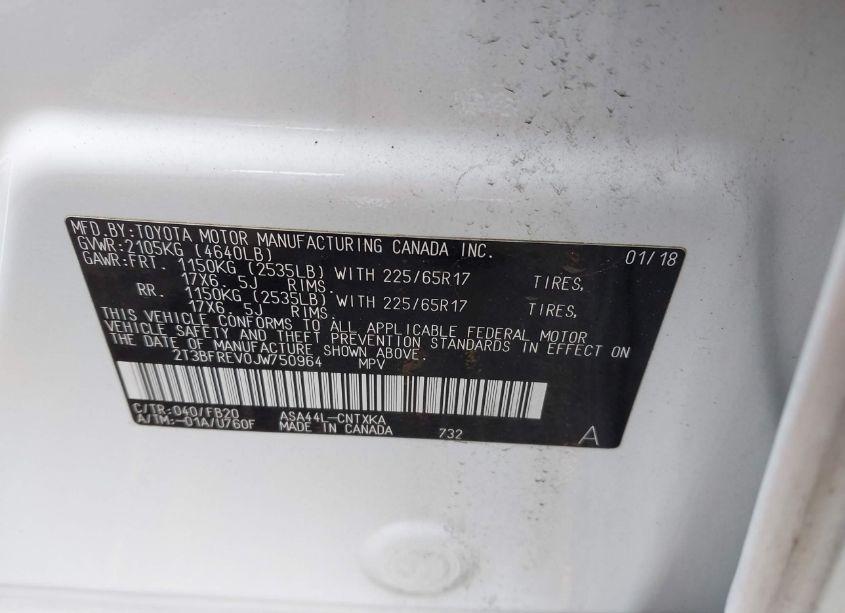 MFD.BY:TOYOTA MOTOR MANUFACTURING CANADA INC. 01/18
GVWR:2105KG (4640LB)
GAWR:FRT. 1150KG (2535LB) WITH 225/65R17 TIRES,
17X6. 5J RIMS.
RR. 1150KG (2535LB) WITH 225/65R17 TIRES,
17X6. 5J RIMS.
THIS VEHICLE CONFORMS TO ALL APPLICABLE FEDERAL MOTOR
VEHICLE SAFETY AND THEFT PREVENTION STANDARDS IN EFFECT ON
THE DATE OF MANUFACTURE SHOWN ABOVE.
2T3BFREV0JW750964 MPV
C/TR:040/FB20 ASA44L-CNTXKA
A/TM:-01A/U760F MADE IN CANADA 732 A